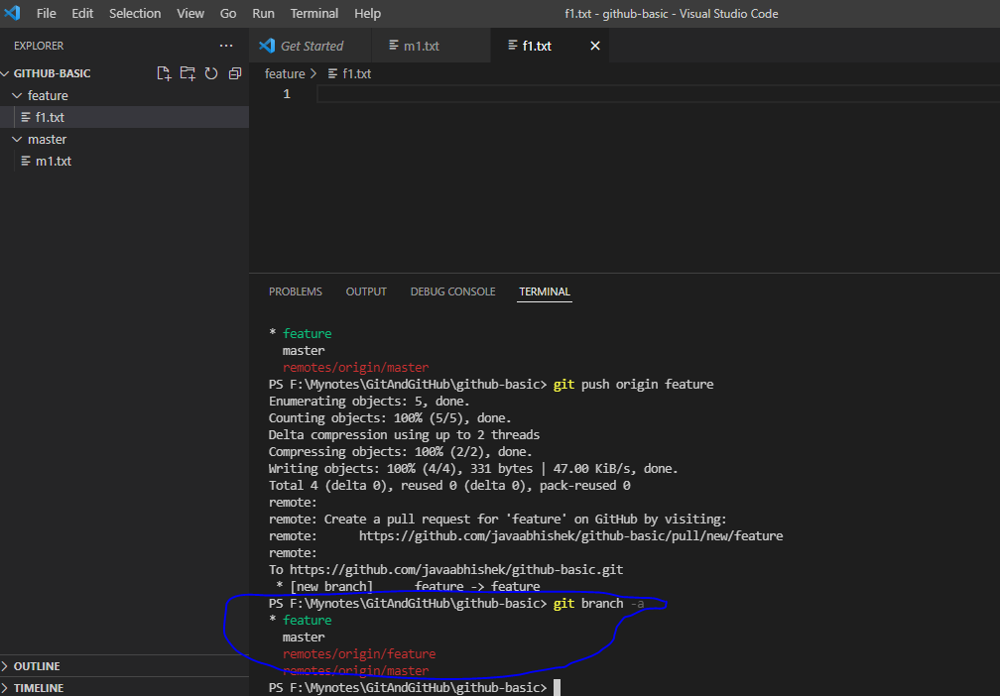 File Edit Selection View Go Run Terminal Help f1.txt - github-basic - Visual Studio Code
EXPLORER ···
GITHUB-BASIC
feature
f1.txt
master
m1.txt
OUTLINE
TIMELINE
Get Started m1.txt f1.txt
feature > f1.txt
1
PROBLEMS OUTPUT DEBUG CONSOLE TERMINAL
* feature
master
remotes/origin/master
PS F:\Mynotes\GitAndGitHub\github-basic> git push origin feature
Enumerating objects: 5, done.
Counting objects: 100% (5/5), done.
Delta compression using up to 2 threads
Compressing objects: 100% (2/2), done.
Writing objects: 100% (4/4), 331 bytes | 47.00 KiB/s, done.
Total 4 (delta 0), reused 0 (delta 0), pack-reused 0
remote:
remote: Create a pull request for 'feature' on GitHub by visiting:
remote:      https://github.com/javaabhishek/github-basic/pull/new/feature
remote:
To https://github.com/javaabhishek/github-basic.git
* [new branch]      feature -> feature
PS F:\Mynotes\GitAndGitHub\github-basic> git branch -a
* feature
master
remotes/origin/feature
remotes/origin/master
PS F:\Mynotes\GitAndGitHub\github-basic>